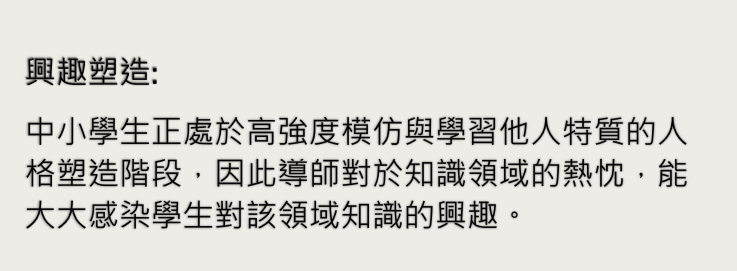 興趣塑造:
中小學生正處於高強度模仿與學習他人特質的人
格塑造階段，因此導師對於知識領域的熱忱，能
大大感染學生對該領域知識的興趣。